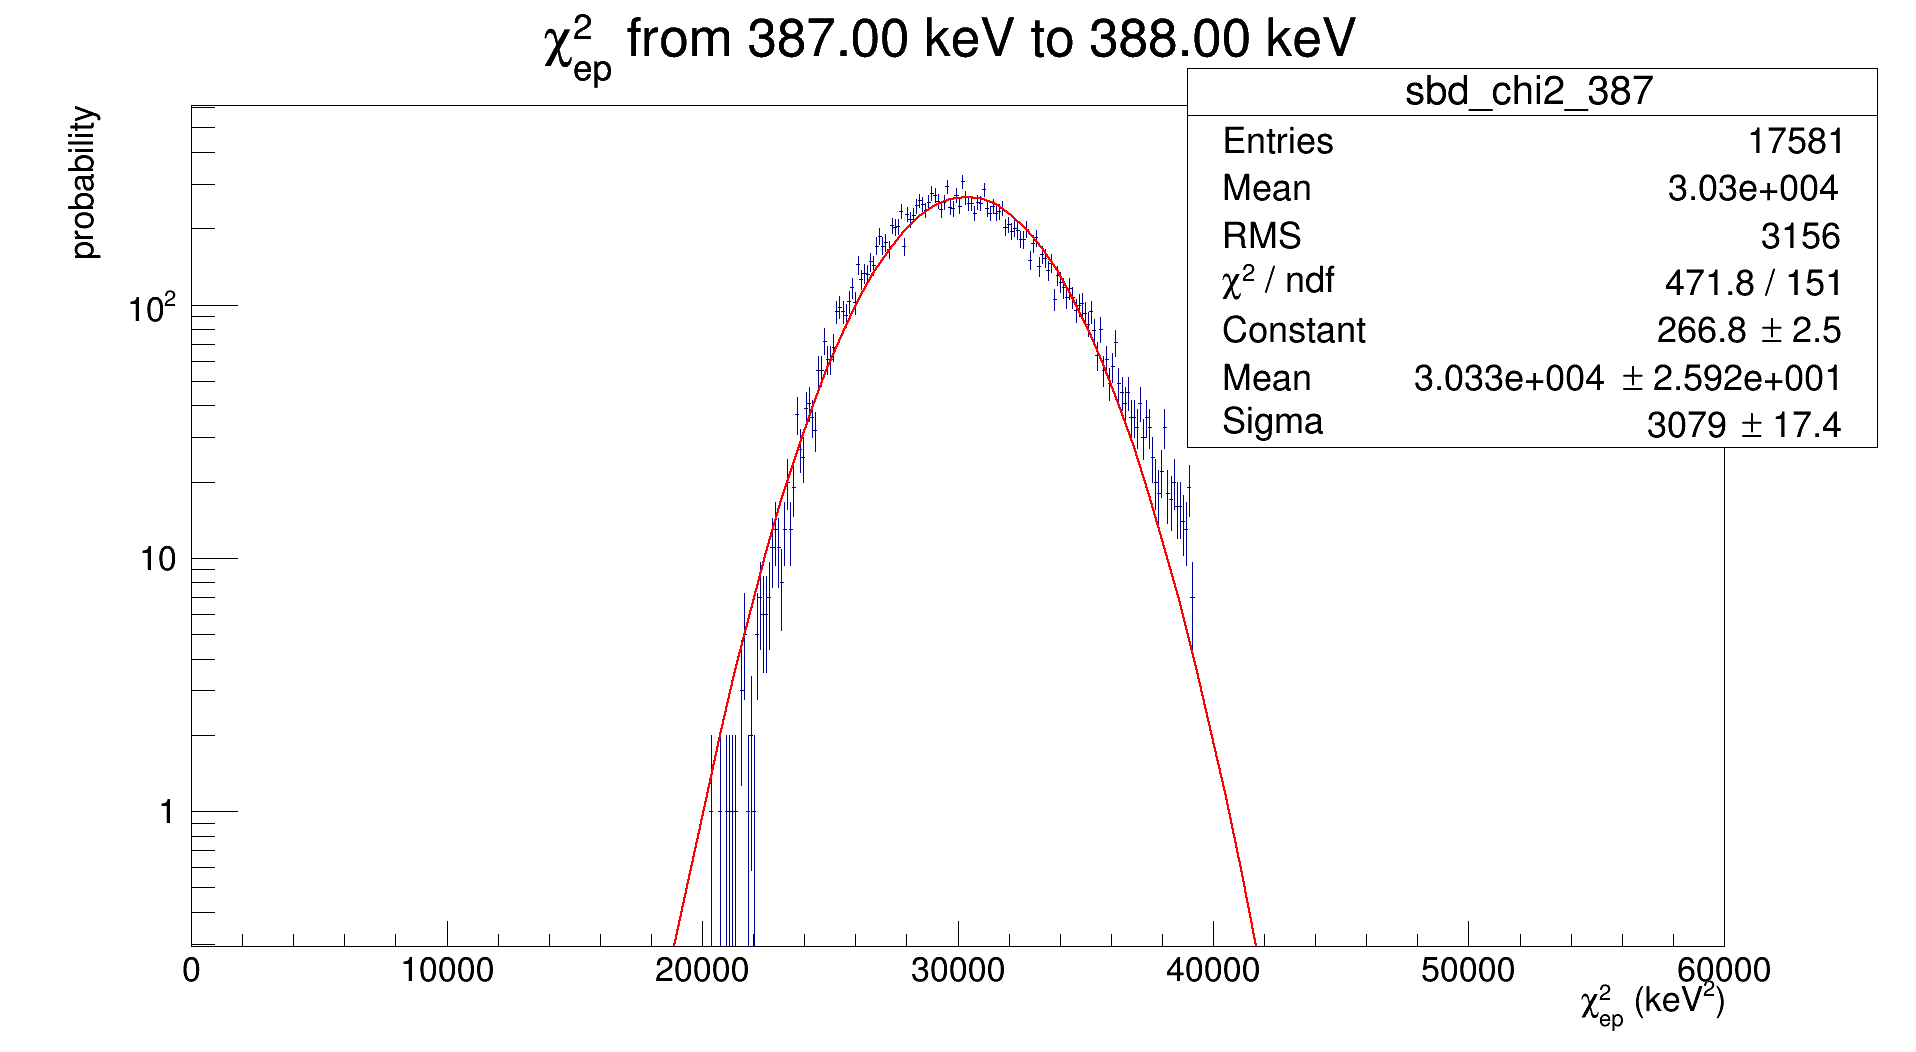 χ²ep from 387.00 keV to 388.00 keV
probability
sbd_chi2_387
Entries 17581
Mean 3.03e+004
RMS 3156
χ² / ndf 471.8 / 151
Constant 266.8 ± 2.5
Mean 3.033e+004 ± 2.592e+001
Sigma 3079 ± 17.4
10²
10
1
0 10000 20000 30000 40000 50000 60000
χ²ep (keV²)